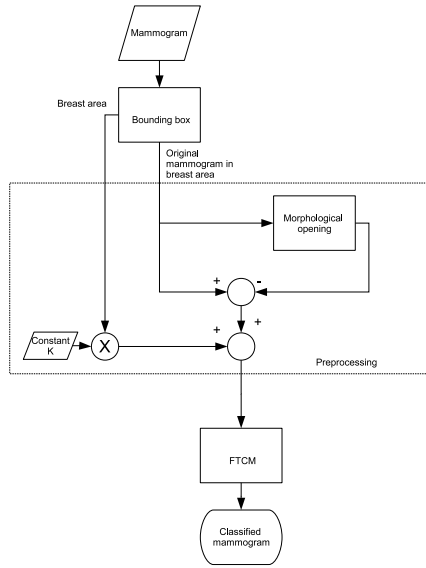 Mammogram
Breast area
Bounding box
Original
mammogram in
breast area
Morphological
opening
+
-
+
+
Constant
K
X
Preprocessing
FTCM
Classified
mammogram